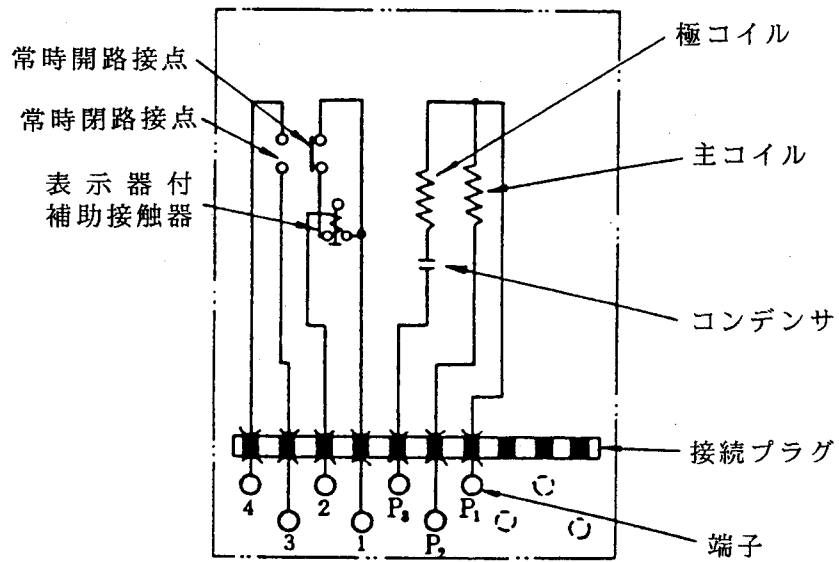 常時開路接点
常時閉路接点
表示器付
補助接触器
極コイル
主コイル
コンデンサ
接続プラグ
端子
4
3
2
1
P₃
P₂
P₁